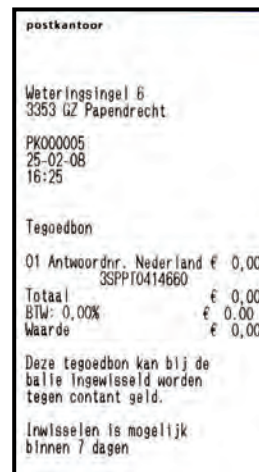 postkantoor
Weteringsingel 6
3353 GZ Papendrecht
PK000005
25-02-08
16:25
Tegoedbon
01 Antwoordnr. Nederland € 0,00
3SPPT0414660
Totaal € 0,00
BTW: 0,00% € 0.00
Waarde € 0,00
Deze tegoedbon kan bij de
balie ingewisseld worden
tegen contant geld.
Inwisselen is mogelijk
binnen 7 dagen